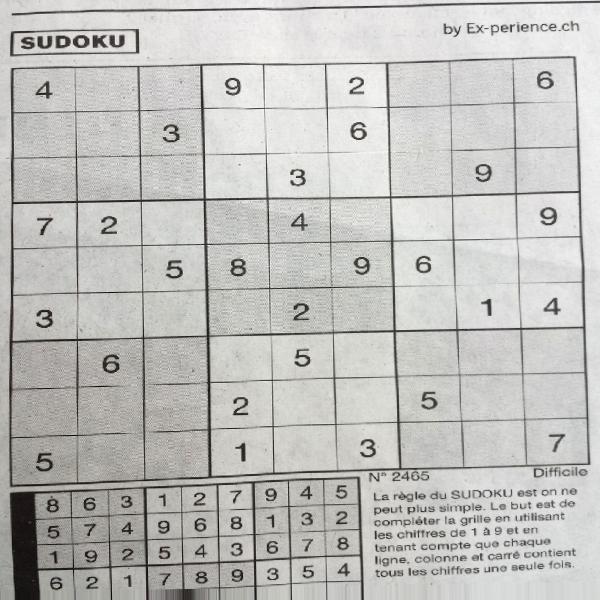 SUDOKU
by Ex-perience.ch
4 9 2 6
3 6
3 9
7 2 4 9
5 8 9 6
3 2 1 4
6 5
2 5
5 1 3 7
N° 2465 Difficile
8 6 3 1 2 7 9 4 5
5 7 4 9 6 8 1 3 2
1 9 2 5 4 3 6 7 8
6 2 1 7 8 9 3 5 4
La règle du SUDOKU est on ne
peut plus simple. Le but est de
compléter la grille en utilisant
les chiffres de 1 à 9 et en
tenant compte que chaque
ligne, colonne et carré contient
tous les chiffres une seule fois.